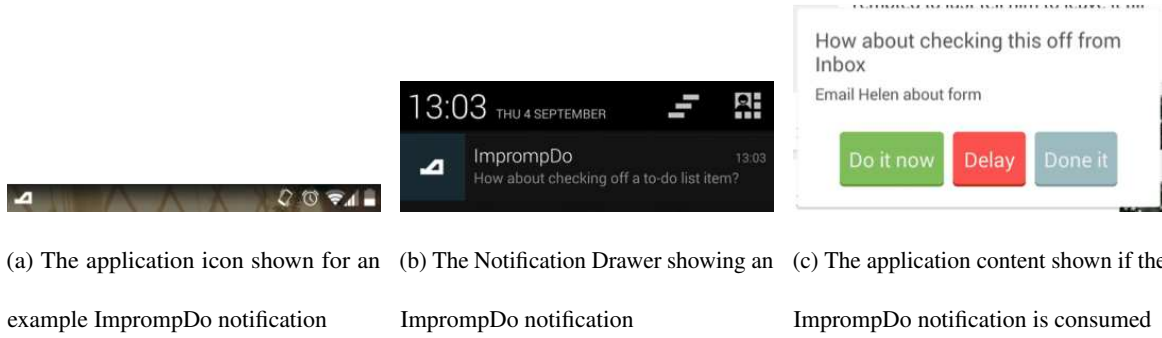 How about checking this off from
Inbox
Email Helen about form
Do it now
Delay
Done it
13:03 THU 4 SEPTEMBER
ImprompDo
13:03
How about checking off a to-do list item?
(a) The application icon shown for an
example ImprompDo notification
(b) The Notification Drawer showing an
ImprompDo notification
(c) The application content shown if the
ImprompDo notification is consumed